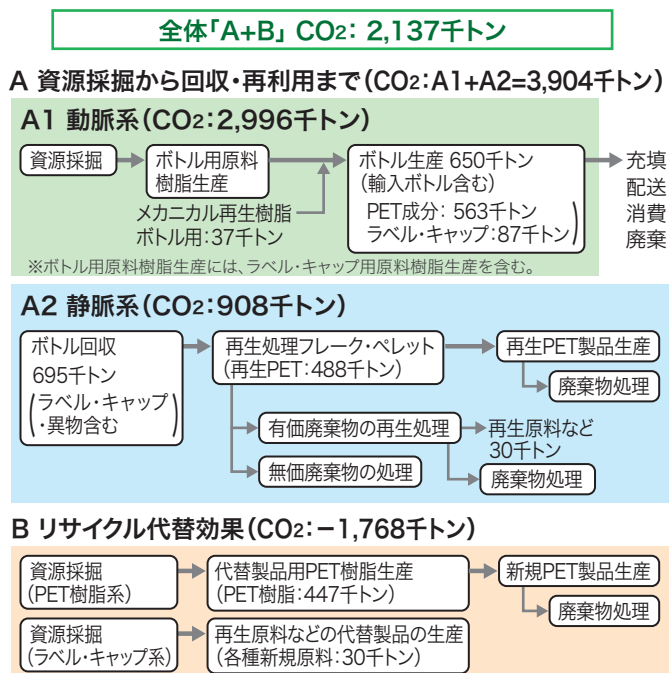 全体「A+B」 CO2: 2,137千トン
A 資源採掘から回収・再利用まで(CO2:A1+A2=3,904千トン)
A1 動脈系(CO2:2,996千トン)
資源採掘
ボトル用原料
樹脂生産
メカニカル再生樹脂
ボトル用:37千トン
ボトル生産 650千トン
(輸入ボトル含む)
PET成分: 563千トン
ラベル・キャップ:87千トン)
充填
配送
消費
廃棄
※ボトル用原料樹脂生産には、ラベル・キャップ用原料樹脂生産を含む。
A2 静脈系(CO2:908千トン)
ボトル回収
695千トン
(ラベル・キャップ
・異物含む)
再生処理フレーク・ペレット
(再生PET:488千トン)
再生PET製品生産
廃棄物処理
有価廃棄物の再生処理
再生原料など
30千トン
無価廃棄物の処理
廃棄物処理
B リサイクル代替効果(CO2:-1,768千トン)
資源採掘
(PET樹脂系)
代替製品用PET樹脂生産
(PET樹脂:447千トン)
新規PET製品生産
廃棄物処理
資源採掘
(ラベル・キャップ系)
再生原料などの代替製品の生産
(各種新規原料:30千トン)